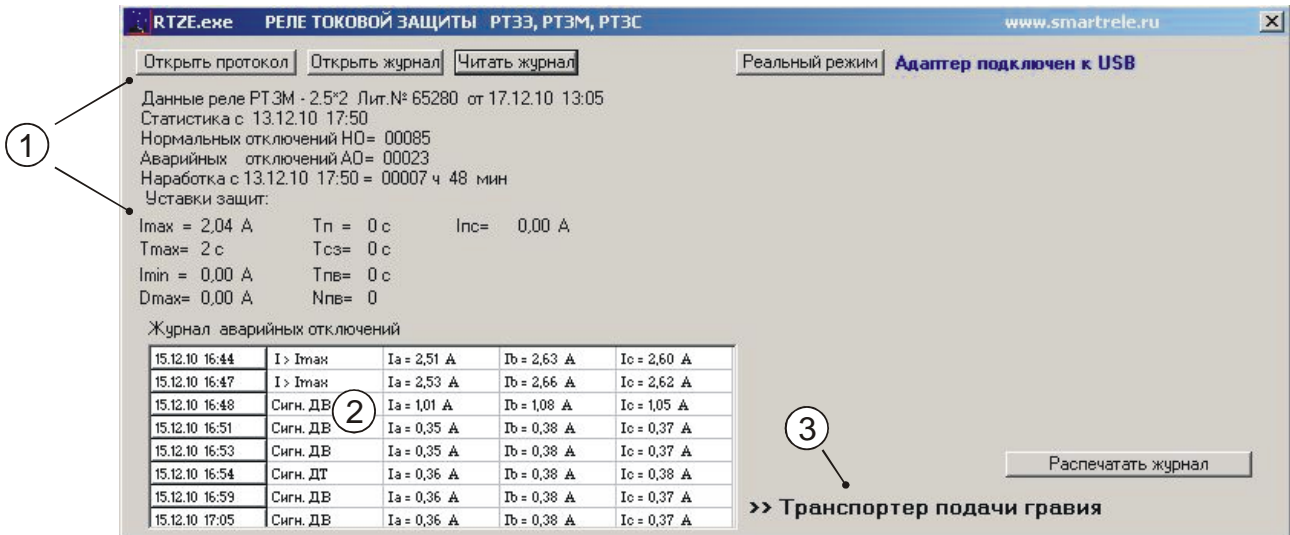 RTZE.exe РЕЛЕ ТОКОВОЙ ЗАЩИТЫ РТЗЭ, РТЗМ, РТЗС www.smartrele.ru
Открыть протокол Открыть журнал Читать журнал Реальный режим Адаптер подключен к USB
1
Данные реле РТЗМ - 2.5*2 Лит.№ 65280 от 17.12.10 13:05
Статистика с 13.12.10 17:50
Нормальных отключений НО= 00085
Аварийных отключений АО= 00023
Наработка с 13.12.10 17:50 = 00007 ч 48 мин
Уставки защит:
Imax = 2,04 А Тп = 0 с Iпс= 0,00 А
Tmax= 2 с Тсз= 0 с
Imin = 0,00 А Тпв= 0 с
Dmax= 0,00 А Nпв= 0
Журнал аварийных отключений
15.12.10 16:44 I > Imax Ia = 2,51 A Ib = 2,63 A Ic = 2,60 A
15.12.10 16:47 I > Imax Ia = 2,53 A Ib = 2,66 A Ic = 2,62 A
15.12.10 16:48 Сигн. ДВ Ia = 1,01 A Ib = 1,08 A Ic = 1,05 A
2
15.12.10 16:51 Сигн. ДВ Ia = 0,35 A Ib = 0,38 A Ic = 0,37 A
3
15.12.10 16:53 Сигн. ДВ Ia = 0,35 A Ib = 0,38 A Ic = 0,37 A
15.12.10 16:54 Сигн. ДТ Ia = 0,36 A Ib = 0,38 A Ic = 0,38 A
Распечатать журнал
15.12.10 16:59 Сигн. ДВ Ia = 0,36 A Ib = 0,38 A Ic = 0,37 A
15.12.10 17:05 Сигн. ДВ Ia = 0,36 A Ib = 0,38 A Ic = 0,37 A
>> Транспортер подачи гравия